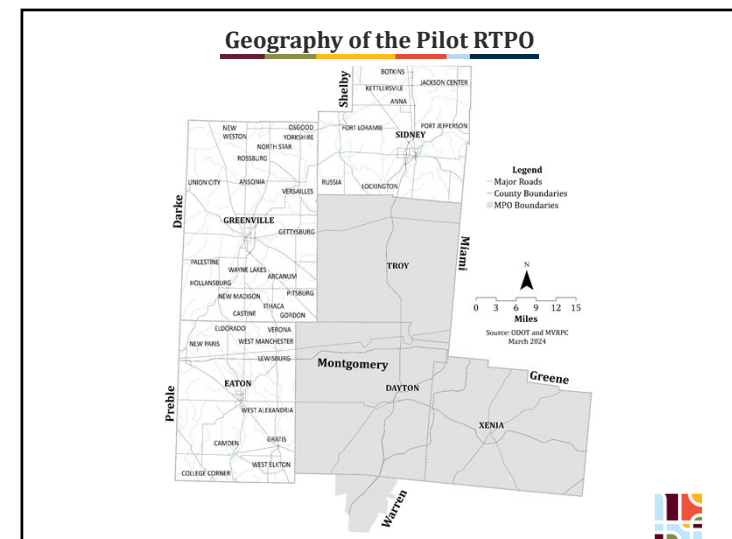 Geography of the Pilot RTPO
BOTKINS
JACKSON CENTER
KETTLERSVILE
ANNA
Shelby
FORT LORAMIE
PORT JEFFERSON
SIDNEY
RUSSIA
LOCKINGTON
NEW
WESTON
OSGOOD
YORKSHIRE
NORTH STAR
ROSSBURG
UNION CITY
ANSONIA
VERSAILLES
Darke
GREENVILLE
GETTYSBURG
PALESTINE
WAYNE LAKES
ARCANUM
HOLLANSBURG
NEW MADISON
PITSBURG
ITHACA
CASTINE
GORDON
TROY
Miami
Legend
Major Roads
County Boundaries
MPO Boundaries
N
0 3 6 9 12 15
Miles
Source: ODOT and MVRPC
March 2024
ELDORADO
VERONA
NEW PARIS
WEST MANCHESTER
LEWISBURG
Preble
EATON
WEST ALEXANDRIA
CAMDEN
GRATIS
WEST ELKTON
COLLEGE CORNER
Montgomery
DAYTON
Greene
XENIA
Warren